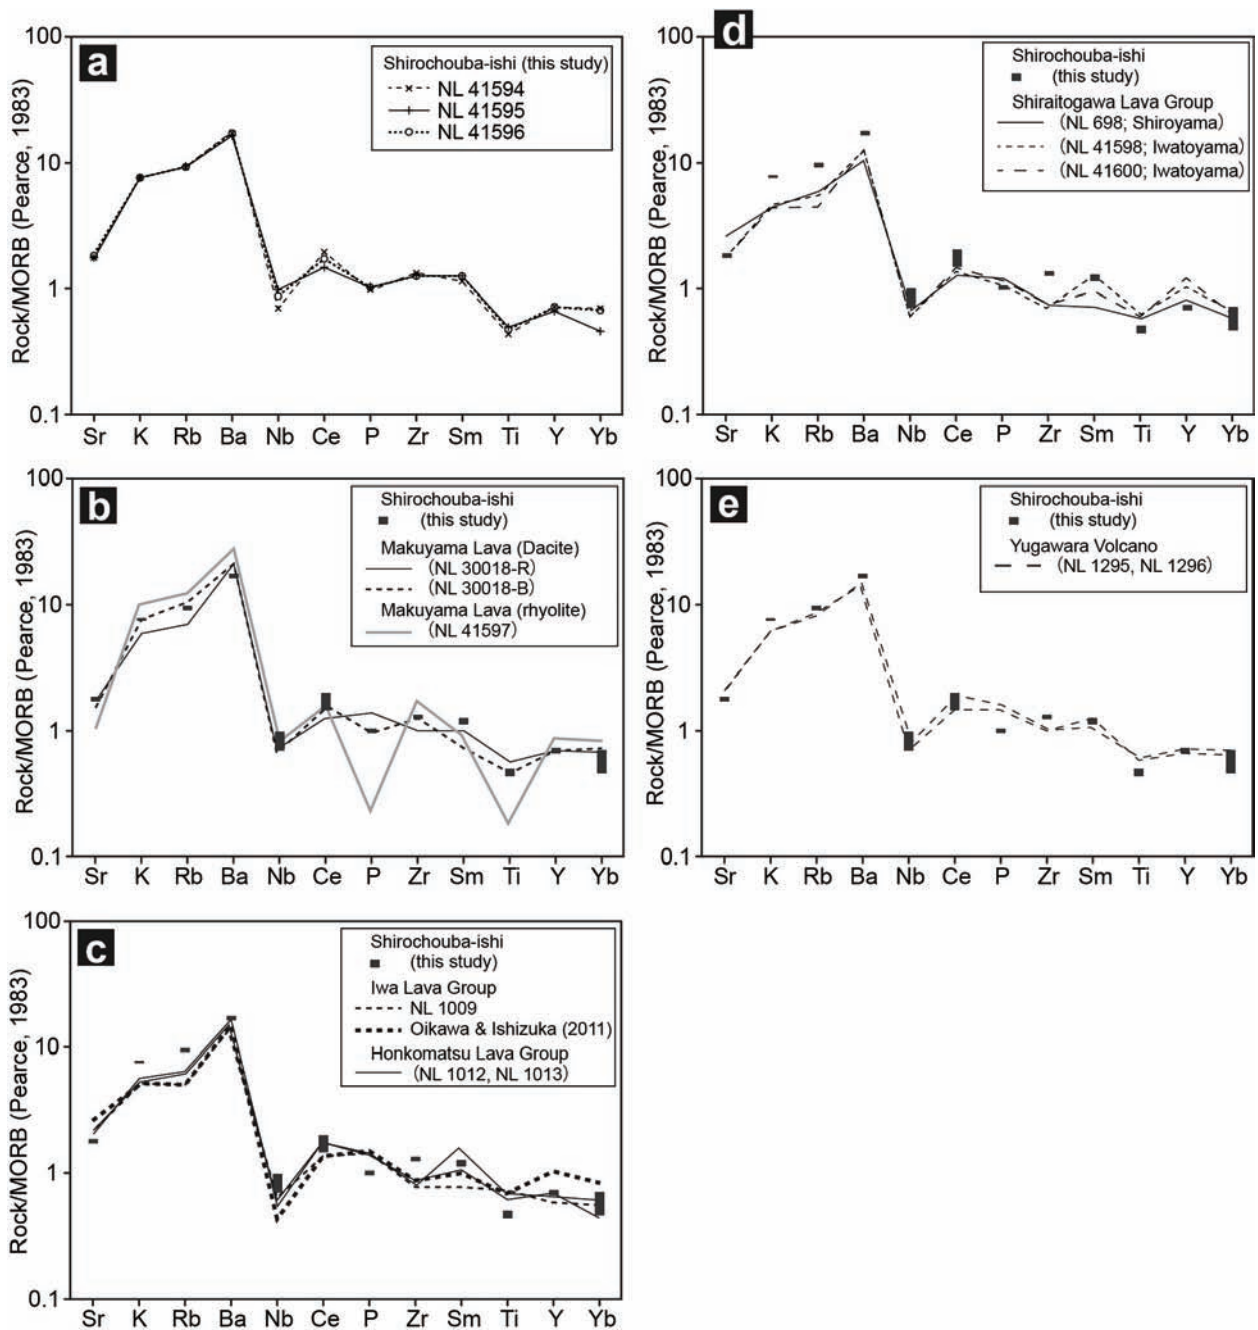 a
Rock/MORB (Pearce, 1983)
100
10
1
0.1
Shirochouba-ishi (this study)
NL 41594
NL 41595
NL 41596
Sr K Rb Ba Nb Ce P Zr Sm Ti Y Yb
d
Rock/MORB (Pearce, 1983)
100
10
1
0.1
Shirochouba-ishi
(this study)
Shiraitogawa Lava Group
(NL 698; Shiroyama)
(NL 41598; Iwatoyama)
(NL 41600; Iwatoyama)
Sr K Rb Ba Nb Ce P Zr Sm Ti Y Yb
b
Rock/MORB (Pearce, 1983)
100
10
1
0.1
Shirochouba-ishi
(this study)
Makuyama Lava (Dacite)
(NL 30018-R)
(NL 30018-B)
Makuyama Lava (rhyolite)
(NL 41597)
Sr K Rb Ba Nb Ce P Zr Sm Ti Y Yb
e
Rock/MORB (Pearce, 1983)
100
10
1
0.1
Shirochouba-ishi
(this study)
Yugawara Volcano
(NL 1295, NL 1296)
Sr K Rb Ba Nb Ce P Zr Sm Ti Y Yb
c
Rock/MORB (Pearce, 1983)
100
10
1
0.1
Shirochouba-ishi
(this study)
Iwa Lava Group
NL 1009
Oikawa & Ishizuka (2011)
Honkomatsu Lava Group
(NL 1012, NL 1013)
Sr K Rb Ba Nb Ce P Zr Sm Ti Y Yb